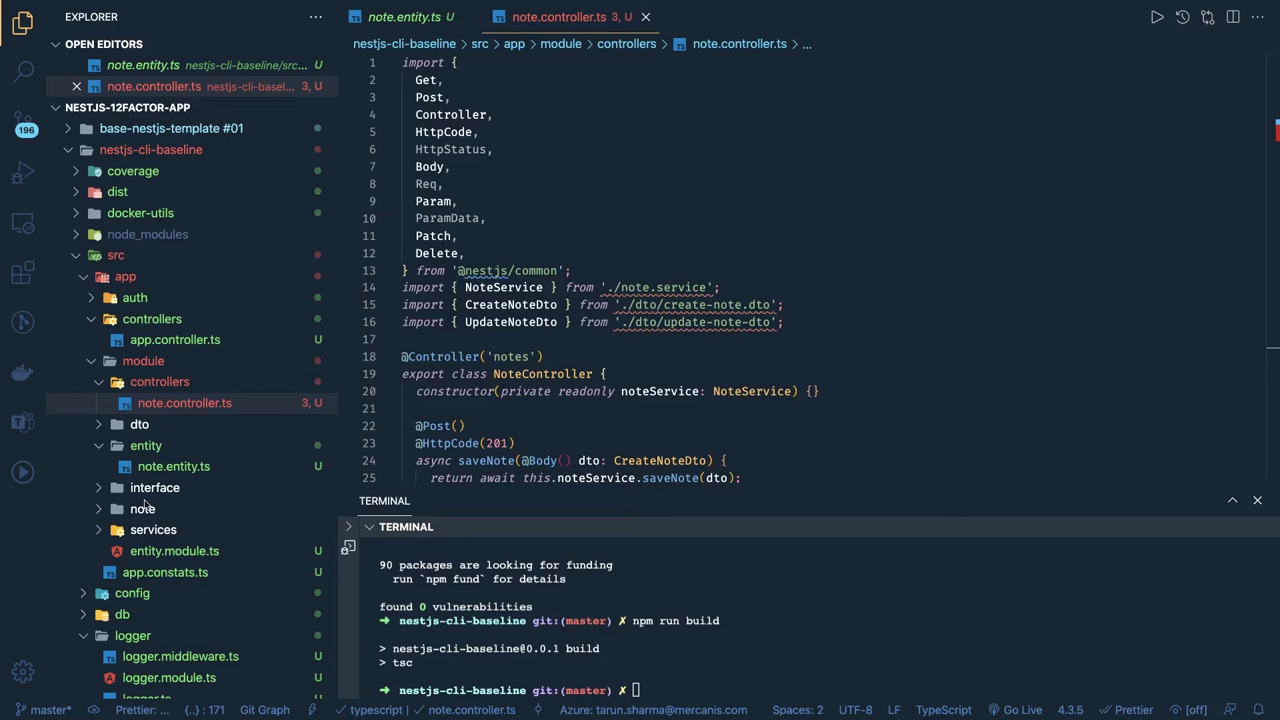 EXPLORER
OPEN EDITORS
note.entity.ts nestjs-cli-baseline/src... U
note.controller.ts nestjs-cli-basel... 3, U
NESTJS-12FACTOR-APP
base-nestjs-template #01
nestjs-cli-baseline
coverage
dist
docker-utils
node_modules
src
app
auth
controllers
app.controller.ts U
module
controllers
note.controller.ts 3, U
dto
entity
note.entity.ts U
interface
note
services
entity.module.ts U
app.constats.ts U
config
db
logger
logger.middleware.ts U
logger.module.ts U
logger.ts
196
note.entity.ts U
note.controller.ts 3, U
nestjs-cli-baseline > src > app > module > controllers > note.controller.ts > ...
1 import {
2 Get,
3 Post,
4 Controller,
5 HttpCode,
6 HttpStatus,
7 Body,
8 Req,
9 Param,
10 ParamData,
11 Patch,
12 Delete,
13 } from '@nestjs/common';
14 import { NoteService } from './note.service';
15 import { CreateNoteDto } from './dto/create-note.dto';
16 import { UpdateNoteDto } from './dto/update-note-dto';
17
18 @Controller('notes')
19 export class NoteController {
20 constructor(private readonly noteService: NoteService) {}
21
22 @Post()
23 @HttpCode(201)
24 async saveNote(@Body() dto: CreateNoteDto) {
25 return await this.noteService.saveNote(dto);
TERMINAL
TERMINAL
90 packages are looking for funding
run `npm fund` for details
found 0 vulnerabilities
➜ nestjs-cli-baseline git:(master) ✗ npm run build
> nestjs-cli-baseline@0.0.1 build
> tsc
➜ nestjs-cli-baseline git:(master) ✗
master* Prettier: ... {..} : 171 Git Graph typescript | note.controller.ts Azure: tarun.sharma@mercanis.com Spaces: 2 UTF-8 LF TypeScript Go Live 4.3.5 Prettier [off]